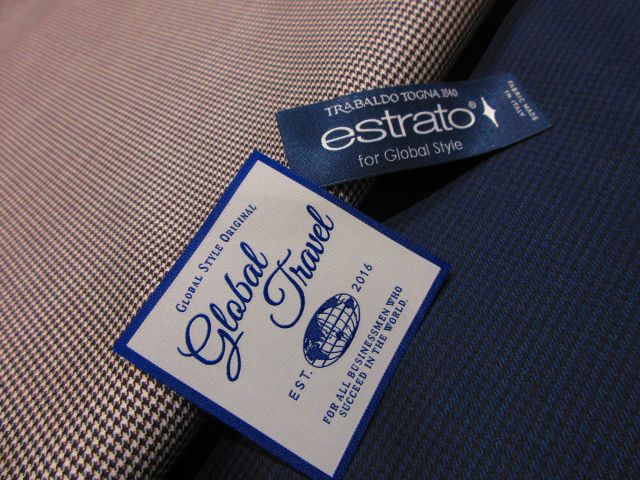 TRABALDO TOGNA 1840
estrato®
for Global Style
FABRIC MADE
IN ITALY
GLOBAL STYLE ORIGINAL
Global
Travel
EST. 2016
FOR ALL BUSINESSMEN WHO
SUCCEED IN THE WORLD.